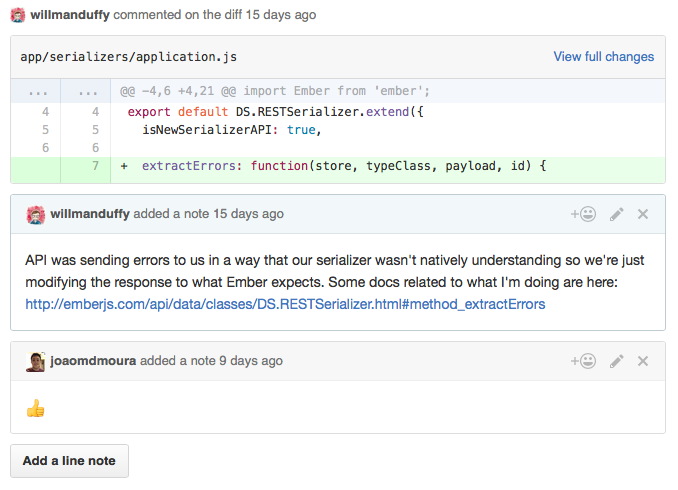 willmanduffy commented on the diff 15 days ago
app/serializers/application.js View full changes
... ... @@ -4,6 +4,21 @@ import Ember from 'ember';
4 4 export default DS.RESTSerializer.extend({
5 5 isNewSerializerAPI: true,
6 6
7 + extractErrors: function(store, typeClass, payload, id) {
willmanduffy added a note 15 days ago
API was sending errors to us in a way that our serializer wasn't natively understanding so we're just
modifying the response to what Ember expects. Some docs related to what I'm doing are here:
http://emberjs.com/api/data/classes/DS.RESTSerializer.html#method_extractErrors
joaomdmoura added a note 9 days ago
Add a line note